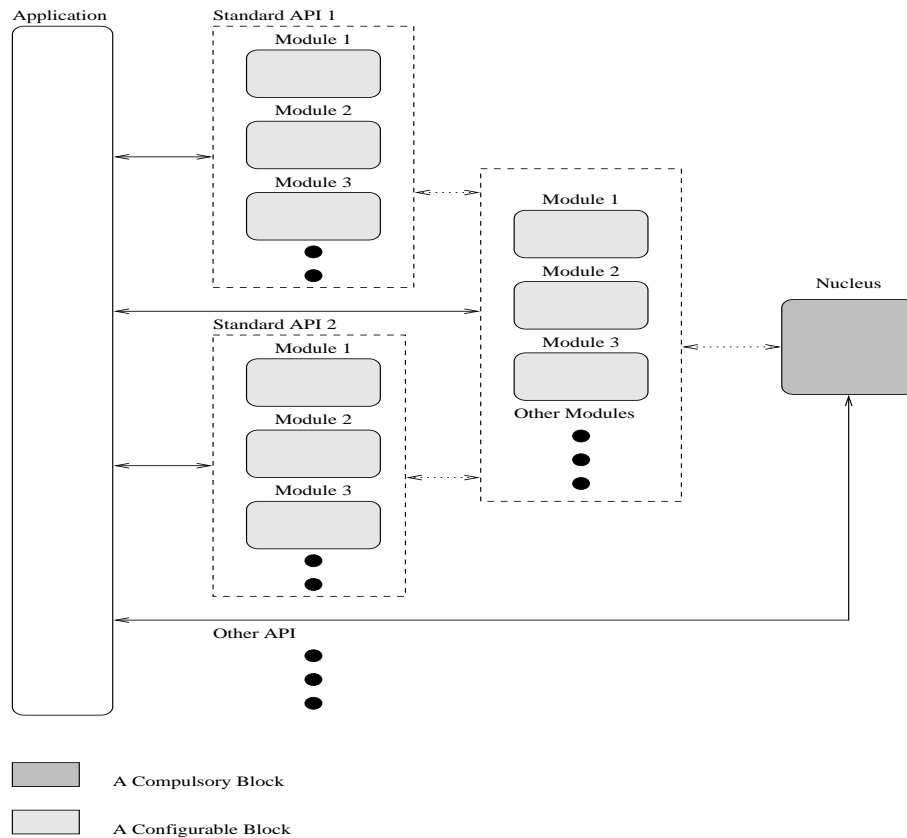 Application
Standard API 1
Module 1
Module 2
Module 3
Module 1
Module 2
Module 3
Other Modules
Nucleus
Standard API 2
Module 1
Module 2
Module 3
Other API
A Compulsory Block
A Configurable Block